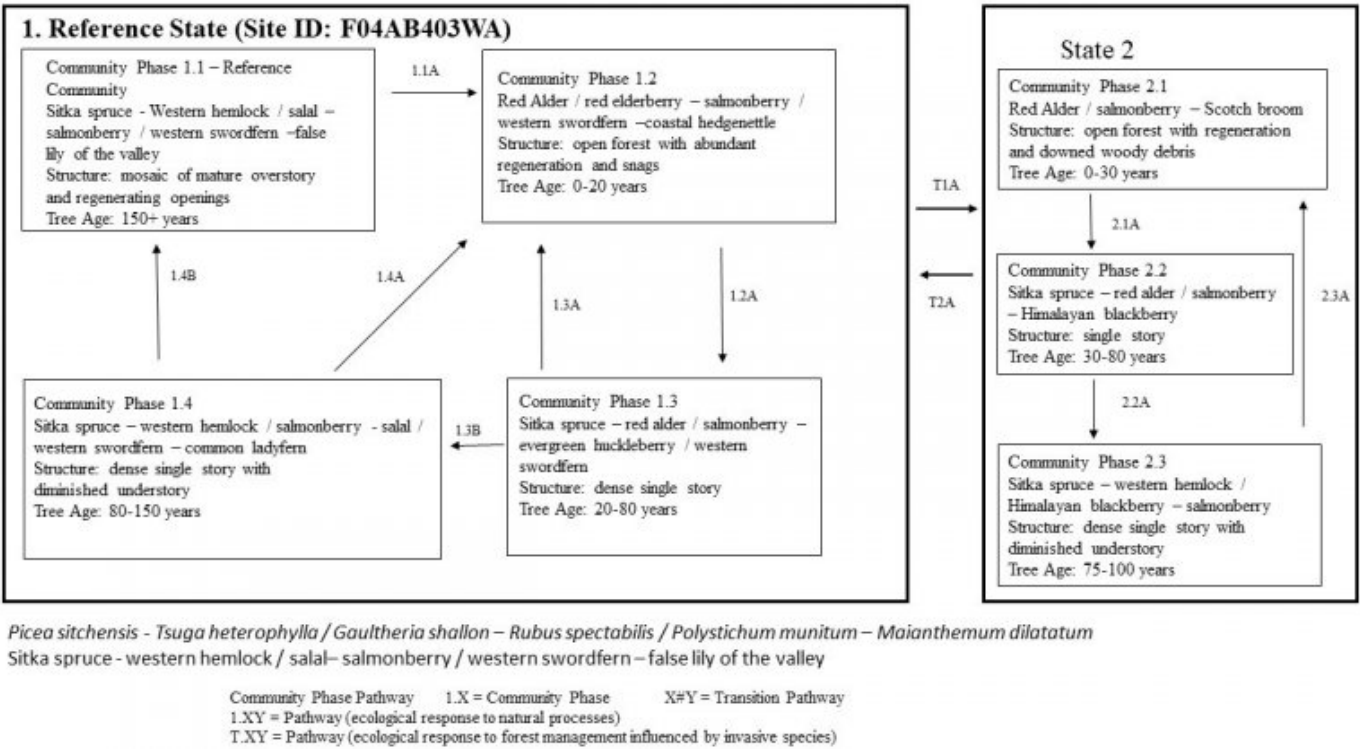 1. Reference State (Site ID: F04AB403WA)
Community Phase 1.1 – Reference
Community
Sitka spruce - Western hemlock / salal –
salmonberry / western swordfern –false
lily of the valley
Structure: mosaic of mature overstory
and regenerating openings
Tree Age: 150+ years
1.1A
Community Phase 1.2
Red Alder / red elderberry – salmonberry /
western swordfern –coastal hedgenettle
Structure: open forest with abundant
regeneration and snags
Tree Age: 0-20 years
1.4B
1.4A
1.3A
1.2A
Community Phase 1.4
Sitka spruce – western hemlock / salmonberry - salal /
western swordfern – common ladyfern
Structure: dense single story with
diminished understory
Tree Age: 80-150 years
1.3B
Community Phase 1.3
Sitka spruce – red alder / salmonberry –
evergreen huckleberry / western
swordfern
Structure: dense single story
Tree Age: 20-80 years
T1A
T2A
State 2
Community Phase 2.1
Red Alder / salmonberry – Scotch broom
Structure: open forest with regeneration
and downed woody debris
Tree Age: 0-30 years
2.1A
Community Phase 2.2
Sitka spruce – red alder / salmonberry
– Himalayan blackberry
Structure: single story
Tree Age: 30-80 years
2.3A
2.2A
Community Phase 2.3
Sitka spruce – western hemlock /
Himalayan blackberry – salmonberry
Structure: dense single story with
diminished understory
Tree Age: 75-100 years
Picea sitchensis - Tsuga heterophylla / Gaultheria shallon – Rubus spectabilis / Polystichum munitum – Maianthemum dilatatum
Sitka spruce - western hemlock / salal– salmonberry / western swordfern – false lily of the valley
Community Phase Pathway 1.X = Community Phase X#Y = Transition Pathway
1.XY = Pathway (ecological response to natural processes)
T.XY = Pathway (ecological response to forest management influenced by invasive species)